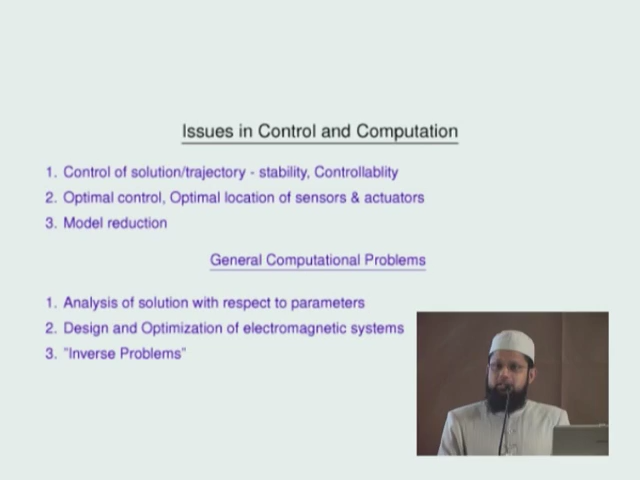 Issues in Control and Computation
1. Control of solution/trajectory - stability, Controllablity
2. Optimal control, Optimal location of sensors & actuators
3. Model reduction
General Computational Problems
1. Analysis of solution with respect to parameters
2. Design and Optimization of electromagnetic systems
3. "Inverse Problems"